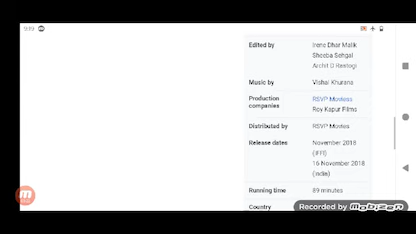 Edited by
Irene Dhar Malik
Sheeba Sehgal
Archit D Rastogi
Music by
Vishal Khurana
Production
companies
RSVP Movies
Roy Kapur Films
Distributed by
RSVP Movies
Release dates
November 2018
(IFFI)
16 November 2018
(India)
Running time
89 minutes
Country
Recorded by Mobizen